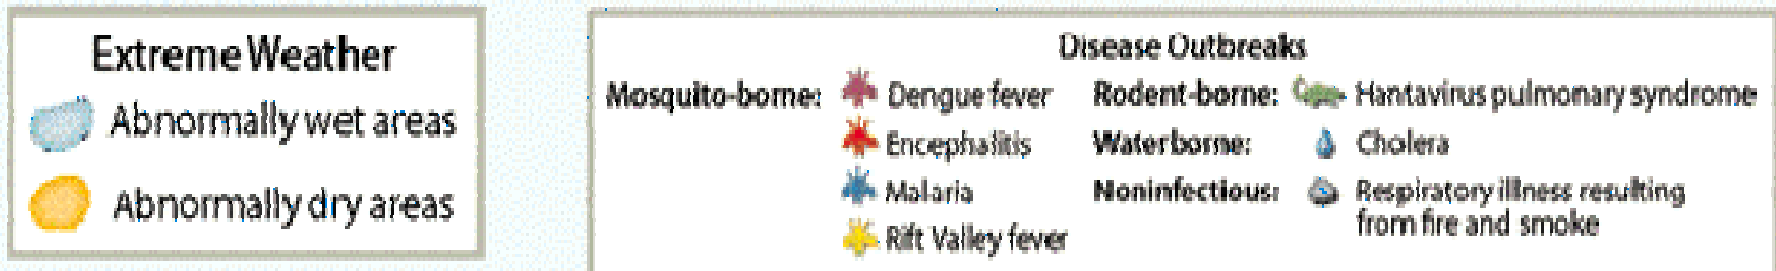 Extreme Weather
Abnormally wet areas
Abnormally dry areas
Disease Outbreaks
Mosquito-borne: Dengue fever
Encephalitis
Malaria
Rift Valley fever
Rodent-borne: Hantavirus pulmonary syndrome
Waterborne: Cholera
Noninfectious: Respiratory illness resulting
from fire and smoke